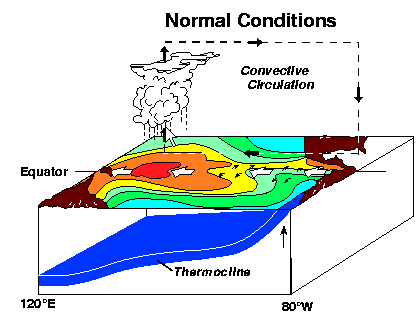 Normal Conditions
Convective
Circulation
Equator
Thermocline
120°E
80°W